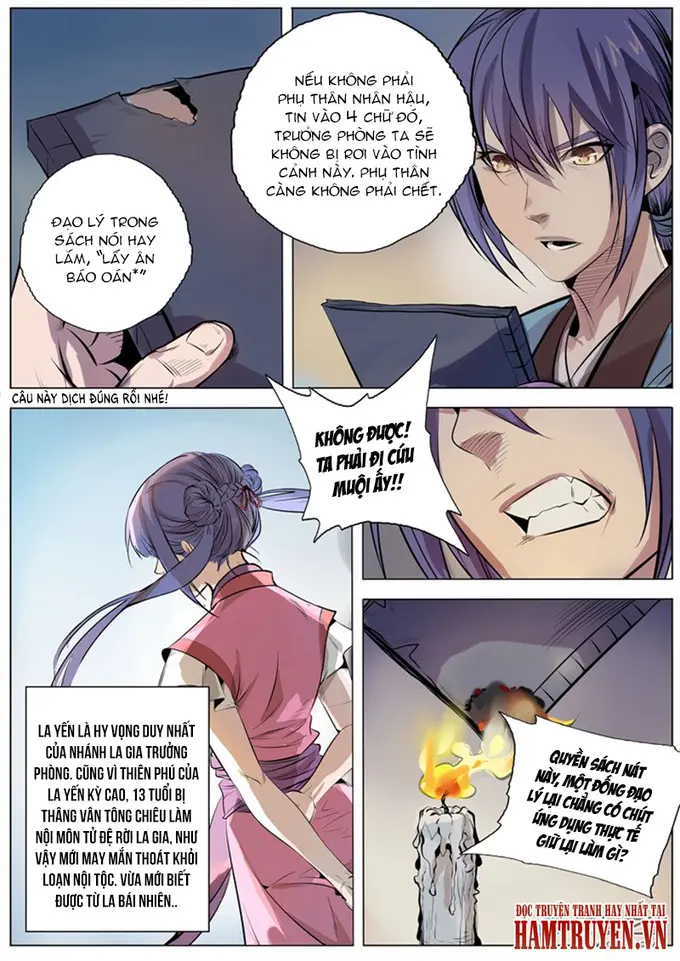 NẾU KHÔNG PHẢI
PHỤ THÂN NHÂN HẬU,
TIN VÀO 4 CHỮ ĐÓ,
TRƯỞNG PHÒNG TA SẼ
KHÔNG BỊ RƠI VÀO TÌNH
CẢNH NÀY. PHỤ THÂN
CÀNG KHÔNG PHẢI CHẾT.
ĐẠO LÝ TRONG
SÁCH NÓI HAY
LẮM, "LẤY ÂN
BÁO OÁN*"
CÂU NÀY DỊCH ĐÚNG RỒI NHÉ!
KHÔNG ĐƯỢC!
TA PHẢI ĐỊ CỨU
MUỘI ẤY!!
LA YẾN LÀ HY VỌNG DUY NHẤT
CỦA NHÁNH LA GIA TRƯỞNG
PHÒNG. CŨNG VÌ THIÊN PHÚ CỦA
LA YẾN KỲ CAO, 13 TUỔI BỊ
THĂNG VÂN TÔNG CHIÊU LÀM
NỘI MÔN TỬ ĐỆ RỜI LA GIA, NHƯ
VẬY MỚI MAY MẮN THOÁT KHỎI
LOẠN NỘI TỘC. VỪA MỚI BIẾT
ĐƯỢC TỪ LA BÁI NHIÊN..
QUYỀN SÁCH NÁT
NÀY, MỘT ĐỐNG ĐẠO
LÝ LẠI CHẲNG CÓ CHÚT
ỨNG DỤNG THỰC TẾ
GIỮ LẠI LÀM GÌ?
ĐỌC TRUYỆN TRANH HAY NHẤT TẠI
HAMTRUYEN.VN